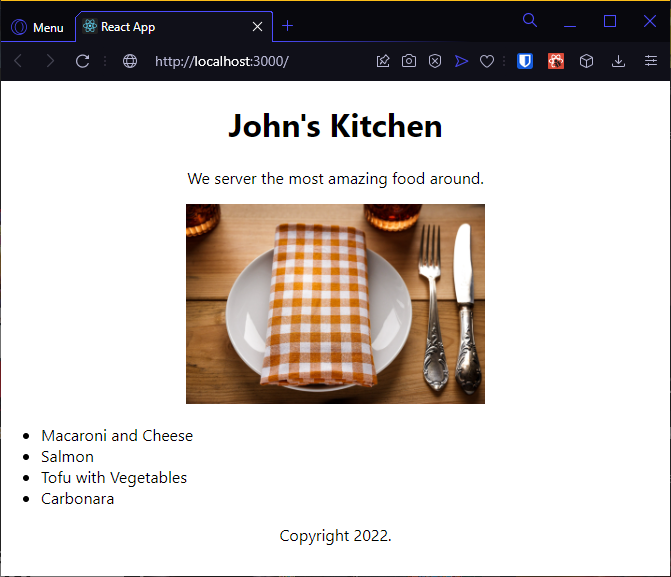 Menu
React App
http://localhost:3000/
John's Kitchen
We server the most amazing food around.
Macaroni and Cheese
Salmon
Tofu with Vegetables
Carbonara
Copyright 2022.